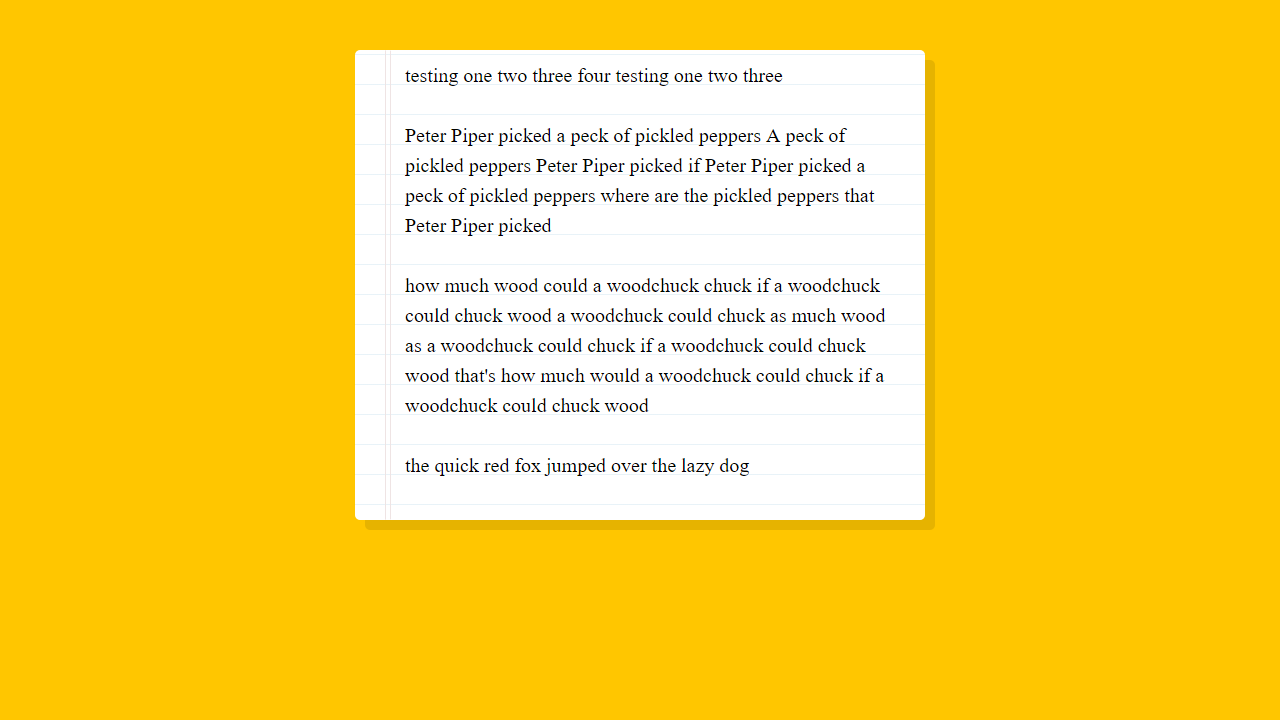 testing one two three four testing one two three
Peter Piper picked a peck of pickled peppers A peck of
pickled peppers Peter Piper picked if Peter Piper picked a
peck of pickled peppers where are the pickled peppers that
Peter Piper picked
how much wood could a woodchuck chuck if a woodchuck
could chuck wood a woodchuck could chuck as much wood
as a woodchuck could chuck if a woodchuck could chuck
wood that's how much would a woodchuck could chuck if a
woodchuck could chuck wood
the quick red fox jumped over the lazy dog